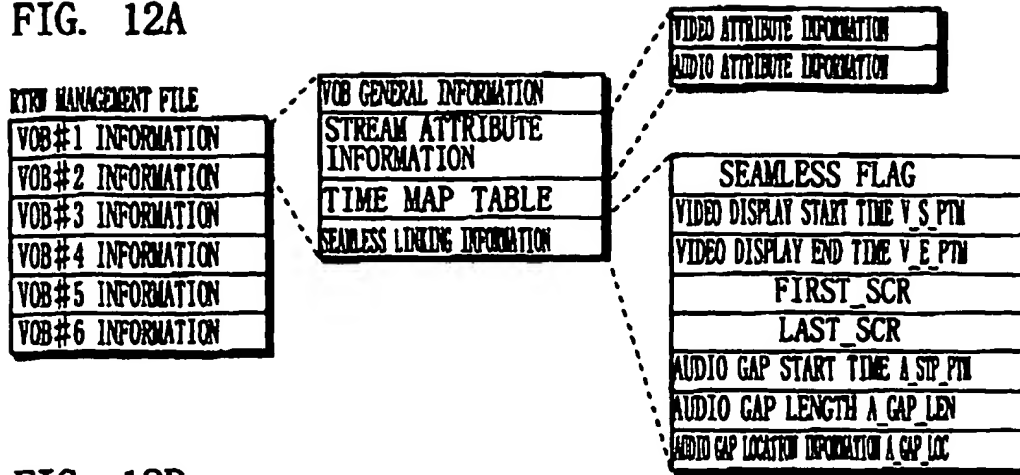 FIG. 12A
RTRW MANAGEMENT FILE
VOB#1 INFORMATION
VOB#2 INFORMATION
VOB#3 INFORMATION
VOB#4 INFORMATION
VOB#5 INFORMATION
VOB#6 INFORMATION
VOB GENERAL INFORMATION
STREAM ATTRIBUTE
INFORMATION
TIME MAP TABLE
SEAMLESS LINKING INFORMATION
VIDEO ATTRIBUTE INFORMATION
AUDIO ATTRIBUTE INFORMATION
SEAMLESS FLAG
VIDEO DISPLAY START TIME V_S_PTM
VIDEO DISPLAY END TIME V_E_PTM
FIRST_SCR
LAST_SCR
AUDIO GAP START TIME A_STP_PTM
AUDIO GAP LENGTH A_GAP_LEN
AUDIO GAP LOCATION INFORMATION A_GAP_LOC